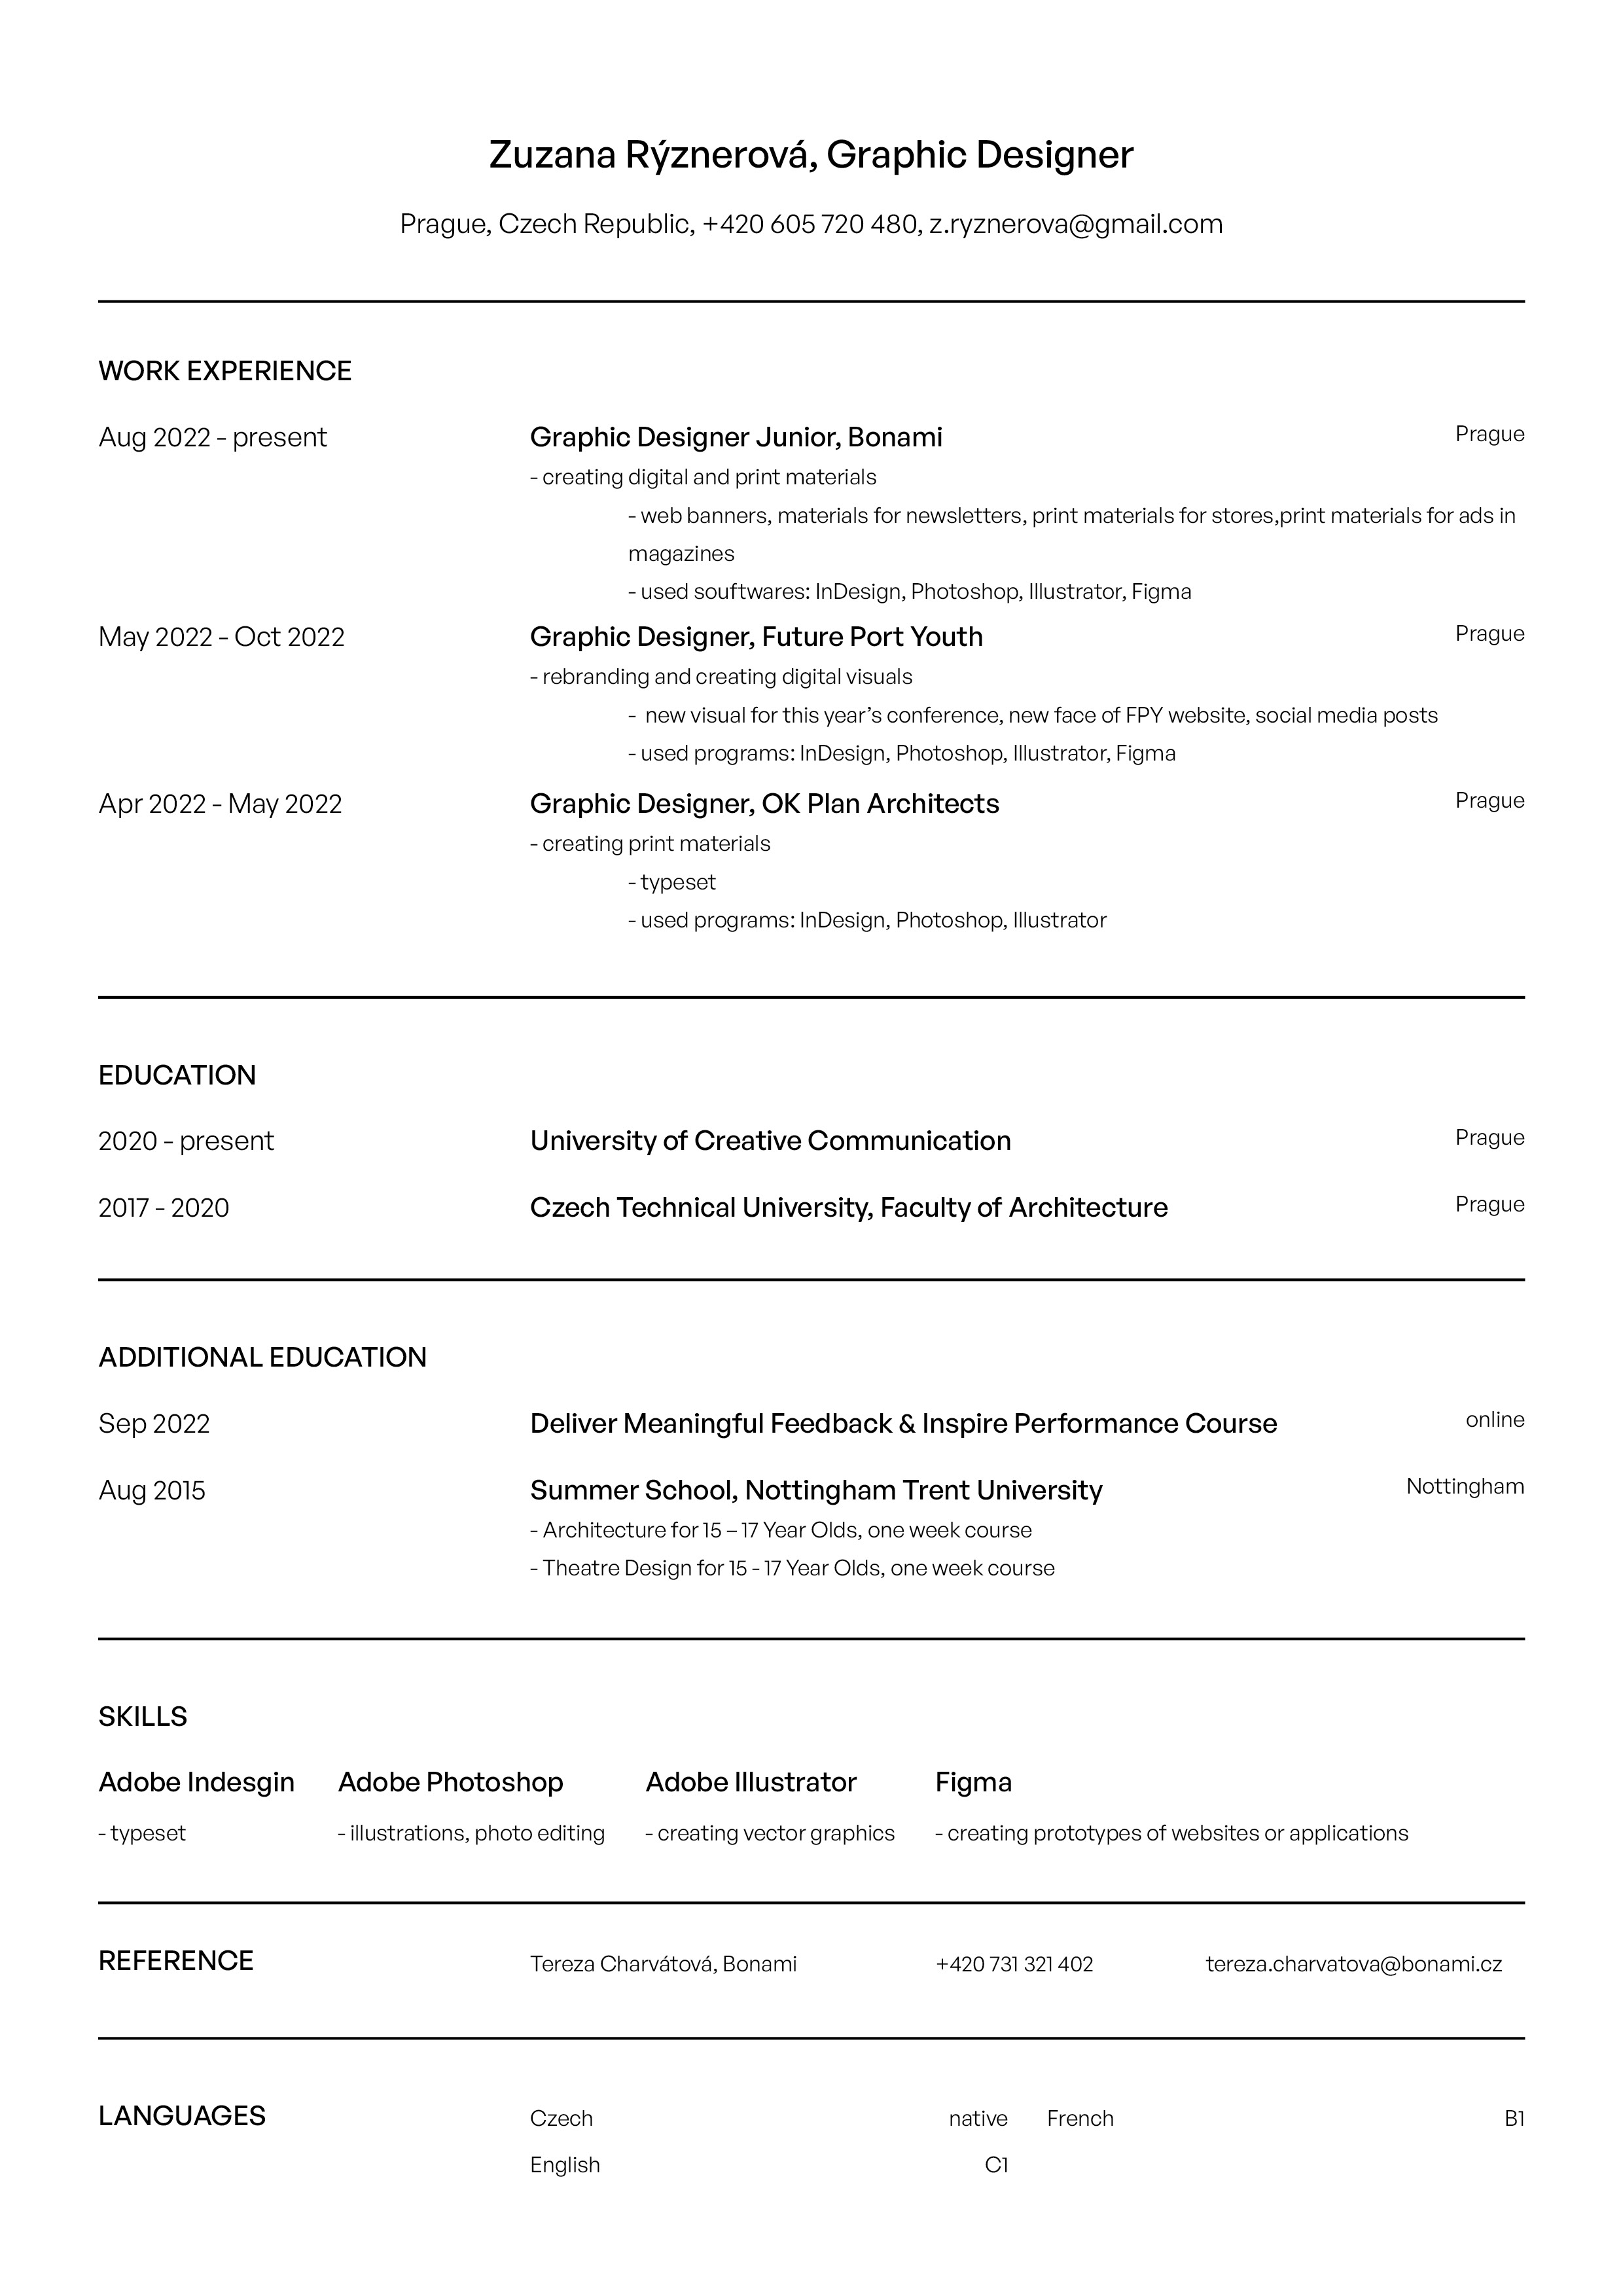 Zuzana Rýznerová, Graphic Designer
Prague, Czech Republic, +420 605 720 480, z.ryznerova@gmail.com
WORK EXPERIENCE
Aug 2022 - present Graphic Designer Junior, Bonami Prague
- creating digital and print materials
- web banners, materials for newsletters, print materials for stores,print materials for ads in
magazines
- used souftwares: InDesign, Photoshop, Illustrator, Figma
May 2022 - Oct 2022 Graphic Designer, Future Port Youth Prague
- rebranding and creating digital visuals
- new visual for this year’s conference, new face of FPY website, social media posts
- used programs: InDesign, Photoshop, Illustrator, Figma
Apr 2022 - May 2022 Graphic Designer, OK Plan Architects Prague
- creating print materials
- typeset
- used programs: InDesign, Photoshop, Illustrator
EDUCATION
2020 - present University of Creative Communication Prague
2017 - 2020 Czech Technical University, Faculty of Architecture Prague
ADDITIONAL EDUCATION
Sep 2022 Deliver Meaningful Feedback & Inspire Performance Course online
Aug 2015 Summer School, Nottingham Trent University Nottingham
- Architecture for 15 – 17 Year Olds, one week course
- Theatre Design for 15 - 17 Year Olds, one week course
SKILLS
Adobe Indesgin Adobe Photoshop Adobe Illustrator Figma
- typeset - illustrations, photo editing - creating vector graphics - creating prototypes of websites or applications
REFERENCE Tereza Charvátová, Bonami +420 731 321 402 tereza.charvatova@bonami.cz
LANGUAGES Czech native French B1
English C1